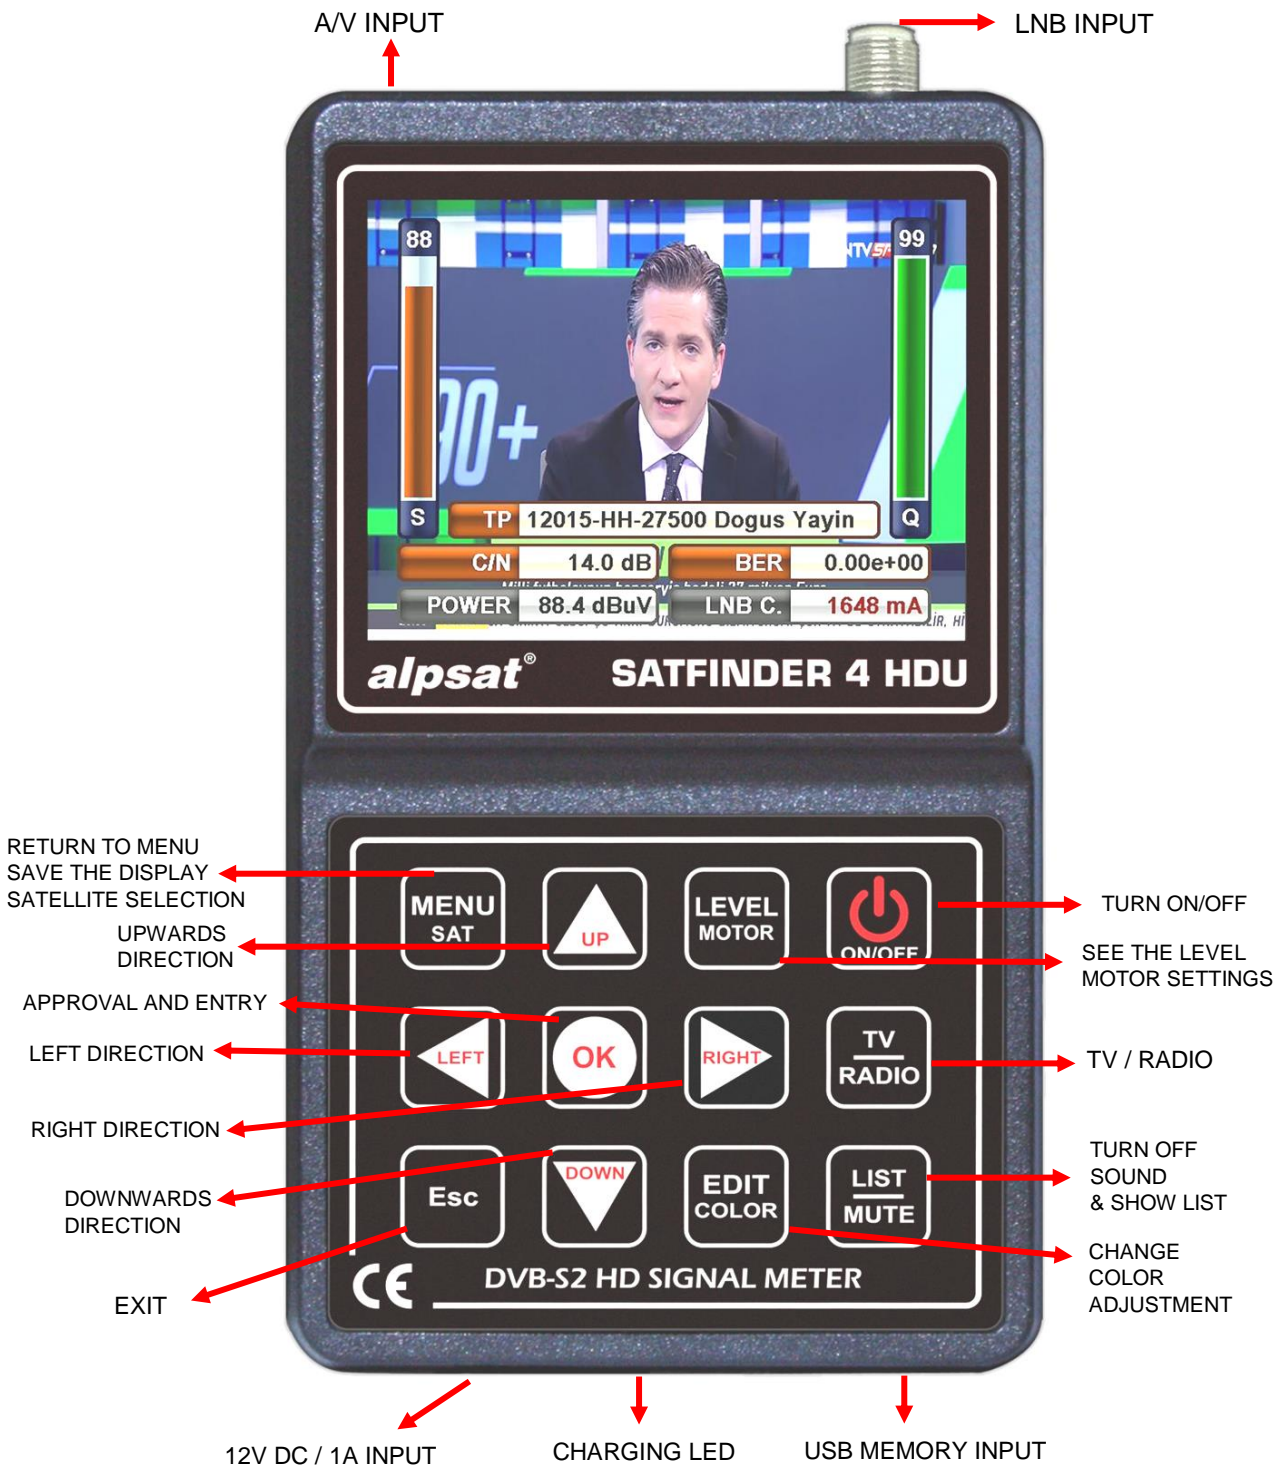 A/V INPUT
LNB INPUT
88
99
NTVSP
90+
S
TP 12015-HH-27500 Dogus Yayin
Q
C/N 14.0 dB BER 0.00e+00
POWER 88.4 dBuV LNB C. 1648 mA
alpsat® SATFINDER 4 HDU
RETURN TO MENU
SAVE THE DISPLAY
SATELLITE SELECTION
UPWARDS
DIRECTION
APPROVAL AND ENTRY
LEFT DIRECTION
RIGHT DIRECTION
DOWNWARDS
DIRECTION
EXIT
MENU
SAT
UP
LEVEL
MOTOR
ON/OFF
LEFT
OK
RIGHT
TV
RADIO
Esc
DOWN
EDIT
COLOR
LIST
MUTE
CE DVB-S2 HD SIGNAL METER
TURN ON/OFF
SEE THE LEVEL
MOTOR SETTINGS
TV / RADIO
TURN OFF
SOUND
& SHOW LIST
CHANGE
COLOR
ADJUSTMENT
12V DC / 1A INPUT
CHARGING LED
USB MEMORY INPUT